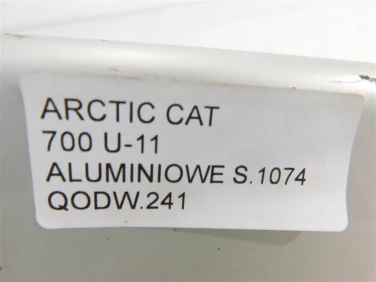 ARCTIC CAT
700 U-11
ALUMINIOWE S.1074
QODW.241